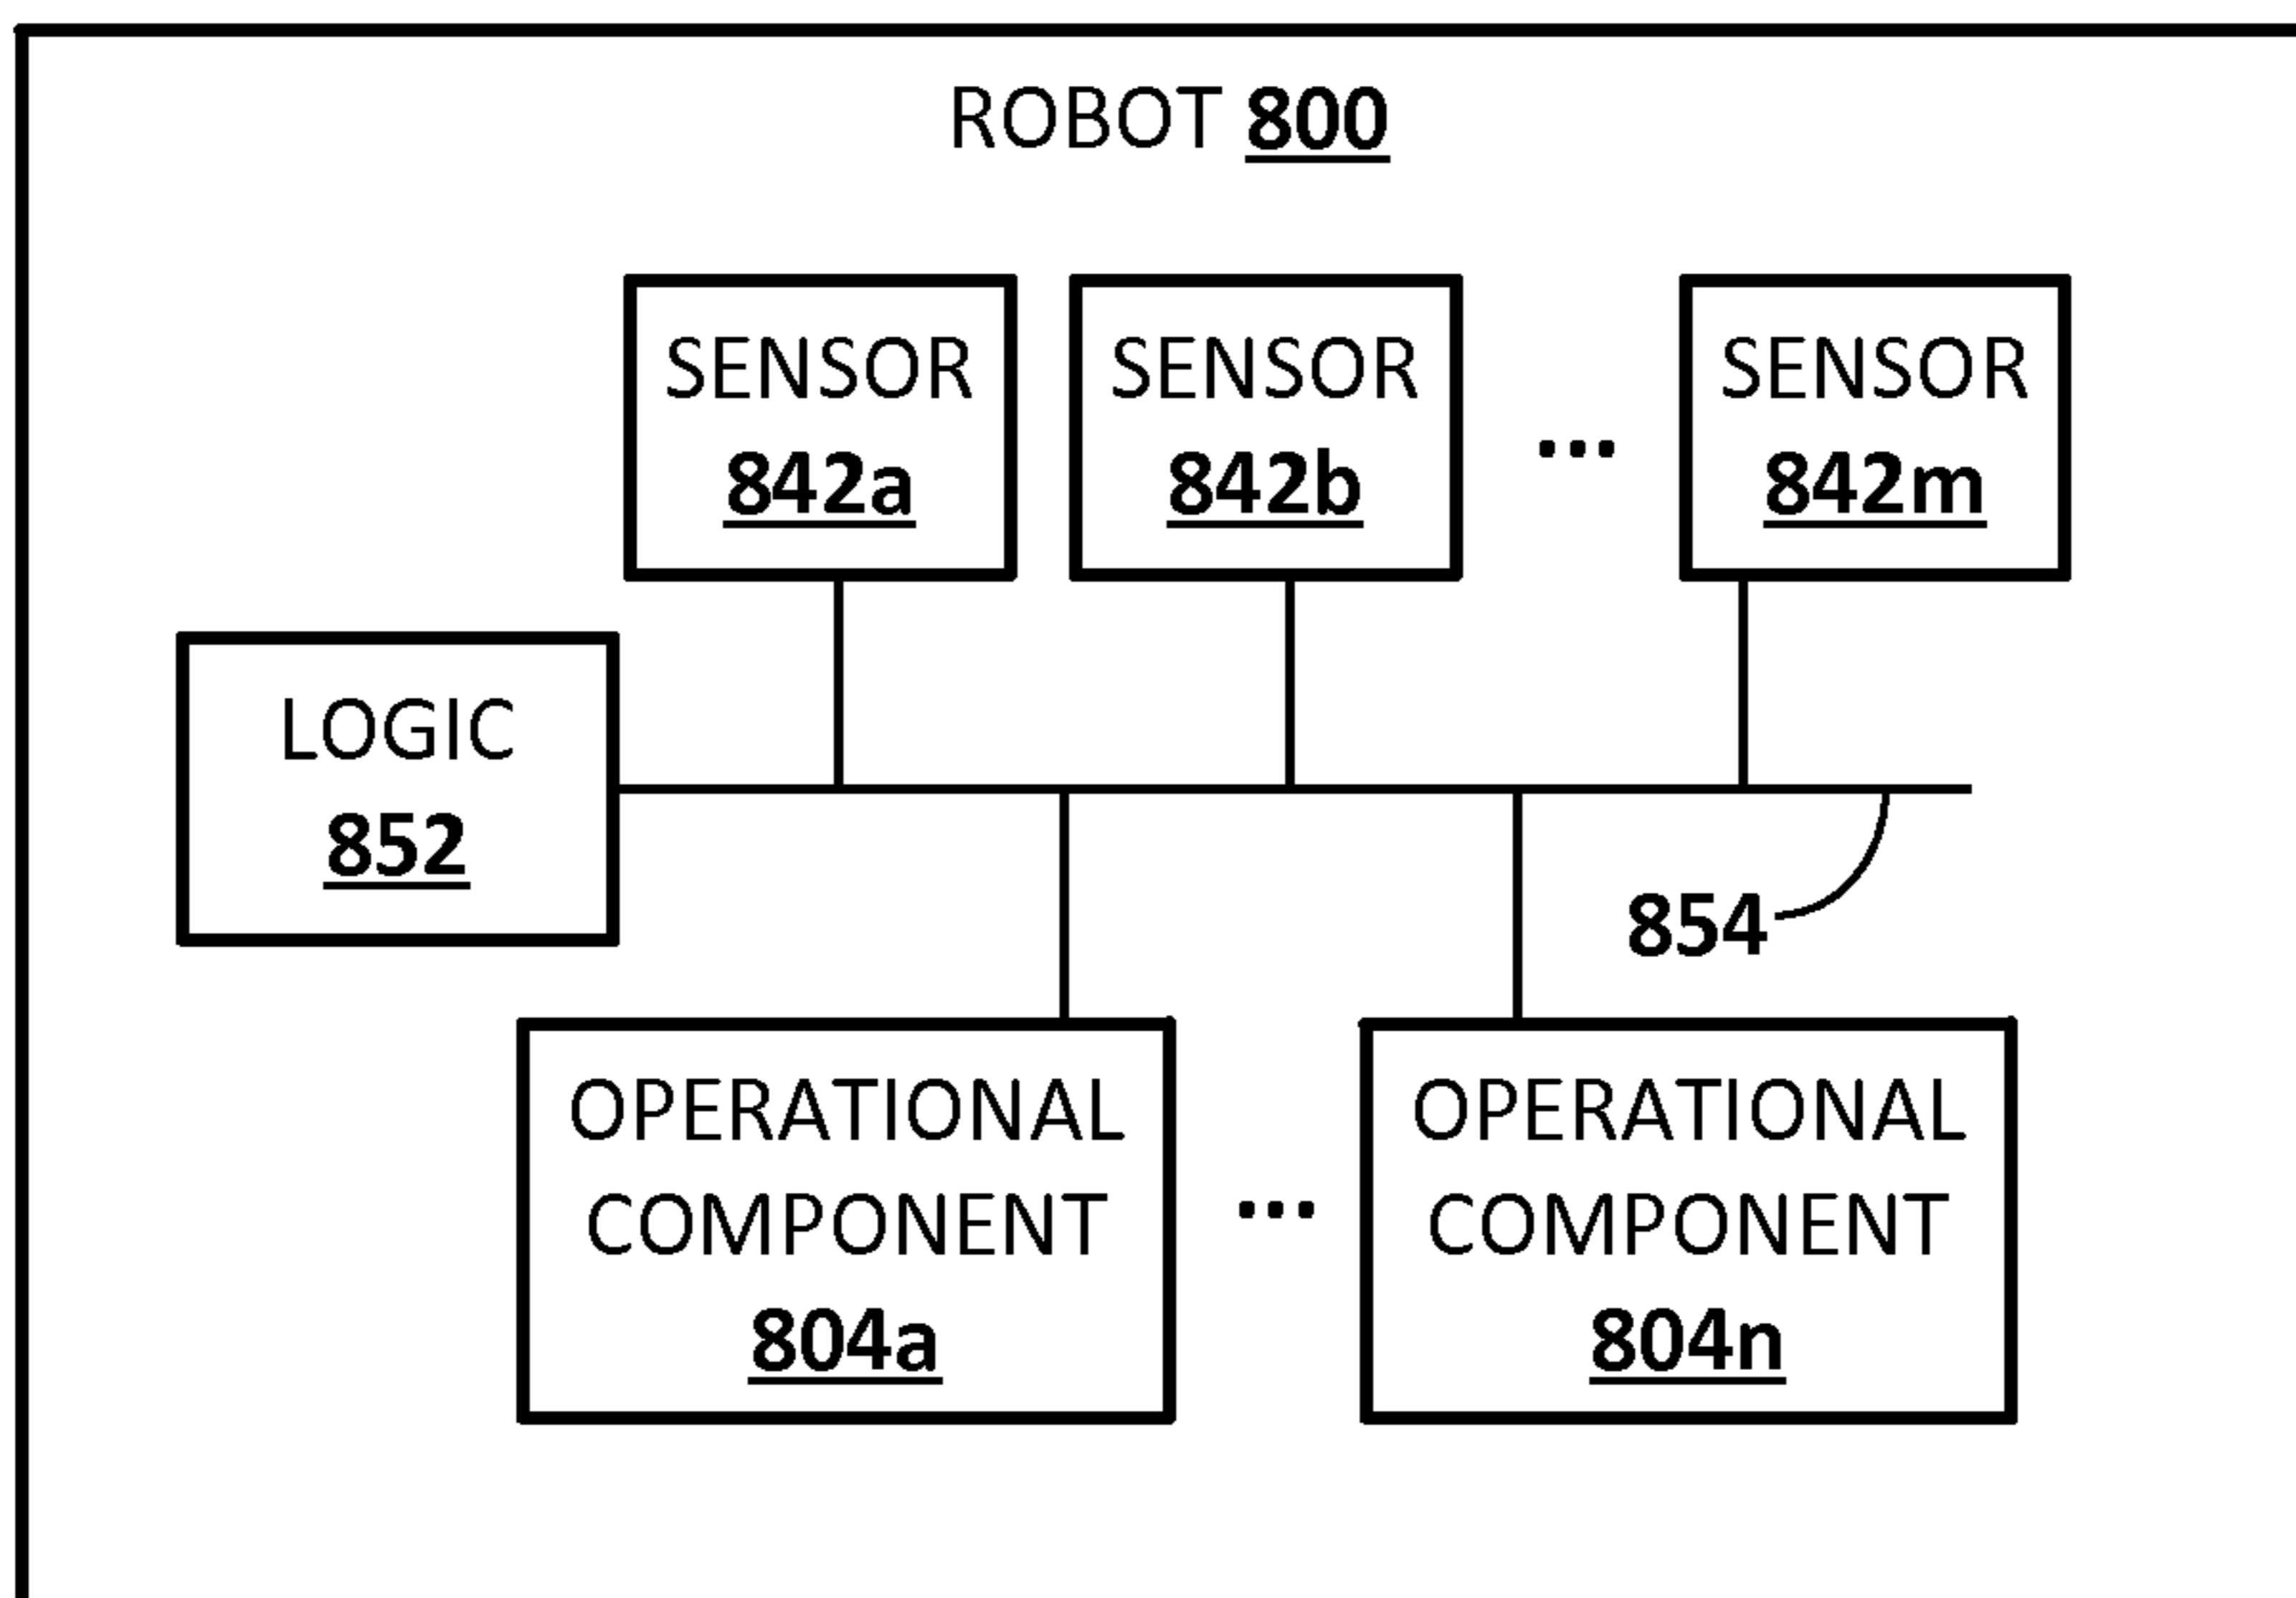 ROBOT 800
SENSOR
842a
SENSOR
842b
...
SENSOR
842m
LOGIC
852
854
OPERATIONAL
COMPONENT
804a
...
OPERATIONAL
COMPONENT
804n